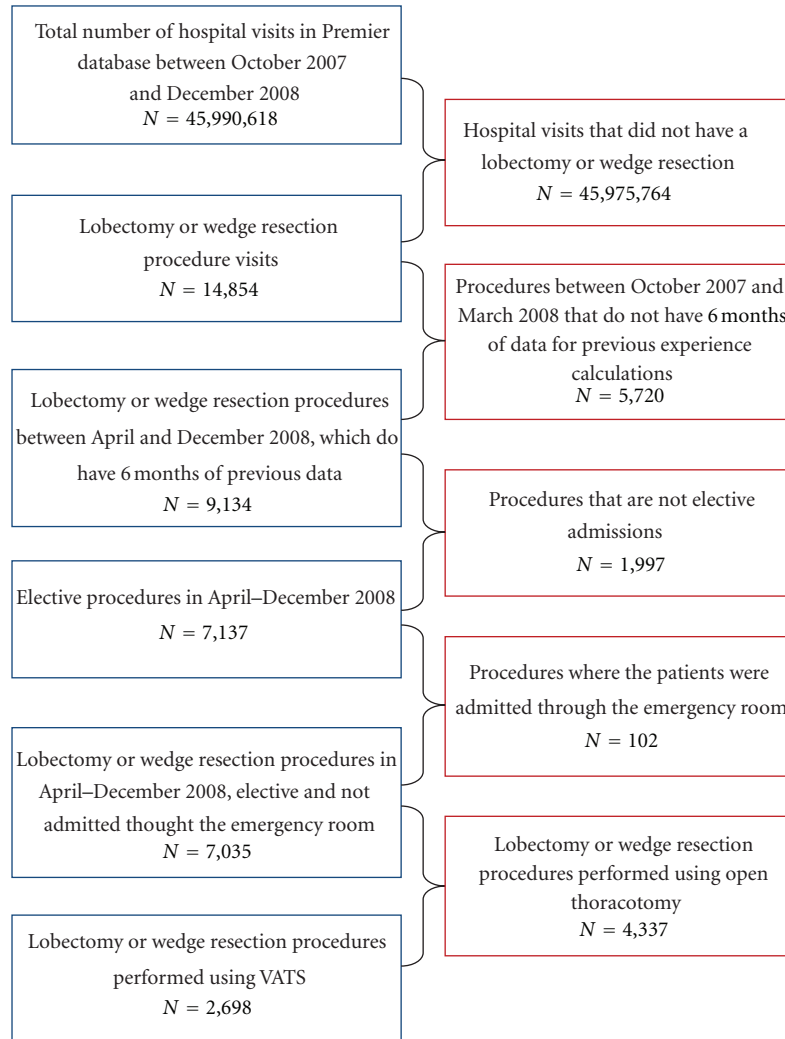 Total number of hospital visits in Premier
database between October 2007
and December 2008
N = 45,990,618
Hospital visits that did not have a
lobectomy or wedge resection
N = 45,975,764
Lobectomy or wedge resection
procedure visits
N = 14,854
Procedures between October 2007 and
March 2008 that do not have 6 months
of data for previous experience
calculations
N = 5,720
Lobectomy or wedge resection procedures
between April and December 2008, which do
have 6 months of previous data
N = 9,134
Procedures that are not elective
admissions
N = 1,997
Elective procedures in April–December 2008
N = 7,137
Procedures where the patients were
admitted through the emergency room
N = 102
Lobectomy or wedge resection procedures in
April–December 2008, elective and not
admitted thought the emergency room
N = 7,035
Lobectomy or wedge resection
procedures performed using open
thoracotomy
N = 4,337
Lobectomy or wedge resection procedures
performed using VATS
N = 2,698